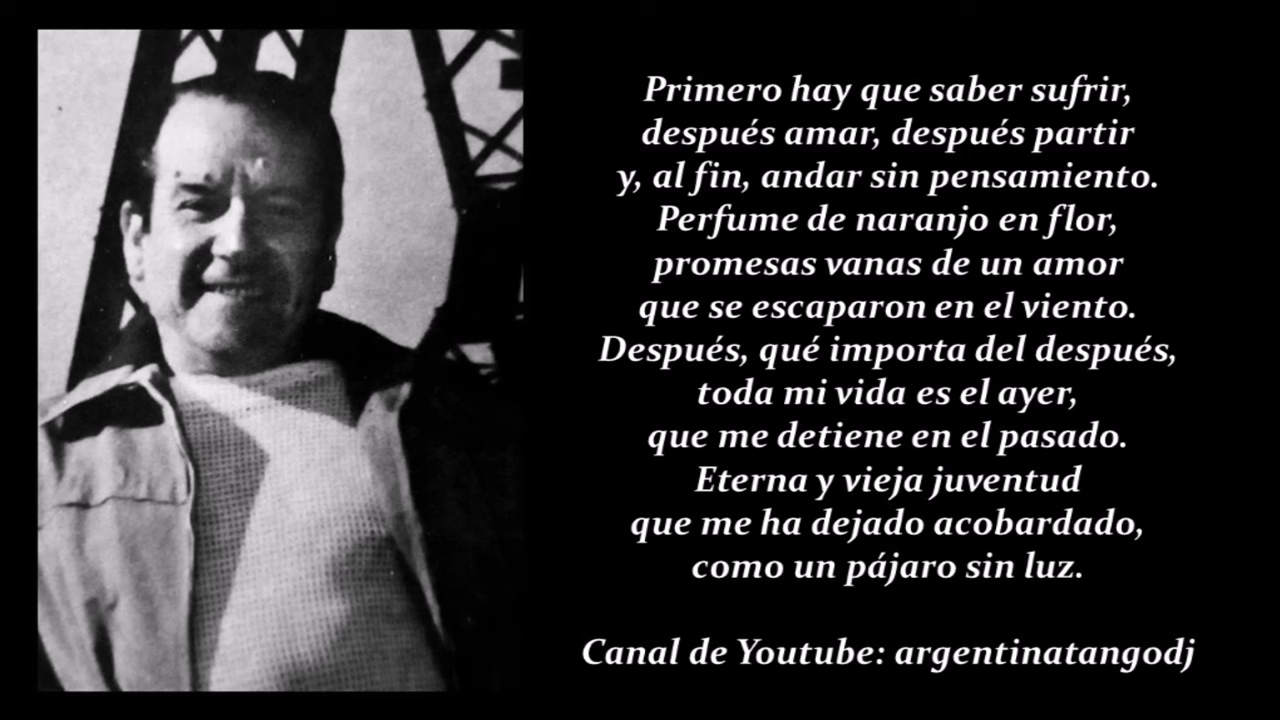 Primero hay que saber sufrir,
después amar, después partir
y, al fin, andar sin pensamiento.
Perfume de naranjo en flor,
promesas vanas de un amor
que se escaparon en el viento.
Después, qué importa del después,
toda mi vida es el ayer,
que me detiene en el pasado.
Eterna y vieja juventud
que me ha dejado acobardado,
como un pájaro sin luz.
Canal de Youtube: argentinatangodj